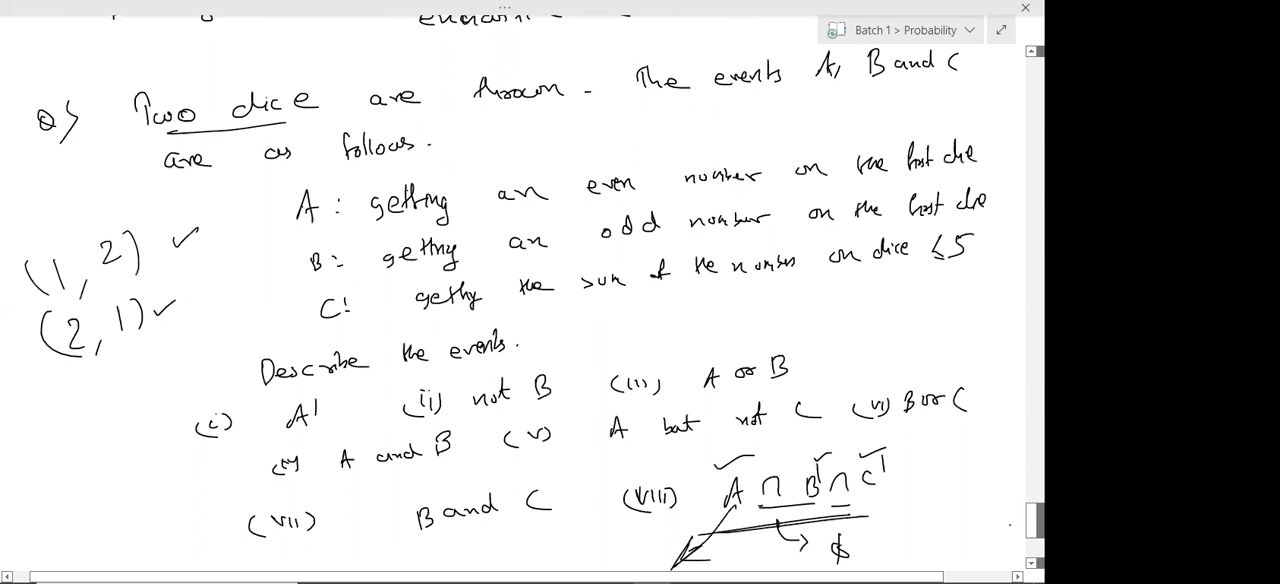 Batch 1 > Probability
Q) Two dice are thrown. The events A, B and C
are as follows.
A: getting an even number on the first die
B: getting an odd number on the first die
C: getting the sum of the number on dice ≤5
(1, 2) ✓
(2, 1) ✓
Describe the events.
(i) A' (ii) not B (iii) A or B
(iv) A and B (v) A but not C (vi) B or C
(vii) B and C (viii) A ∩ B' ∩ C'
ϕ